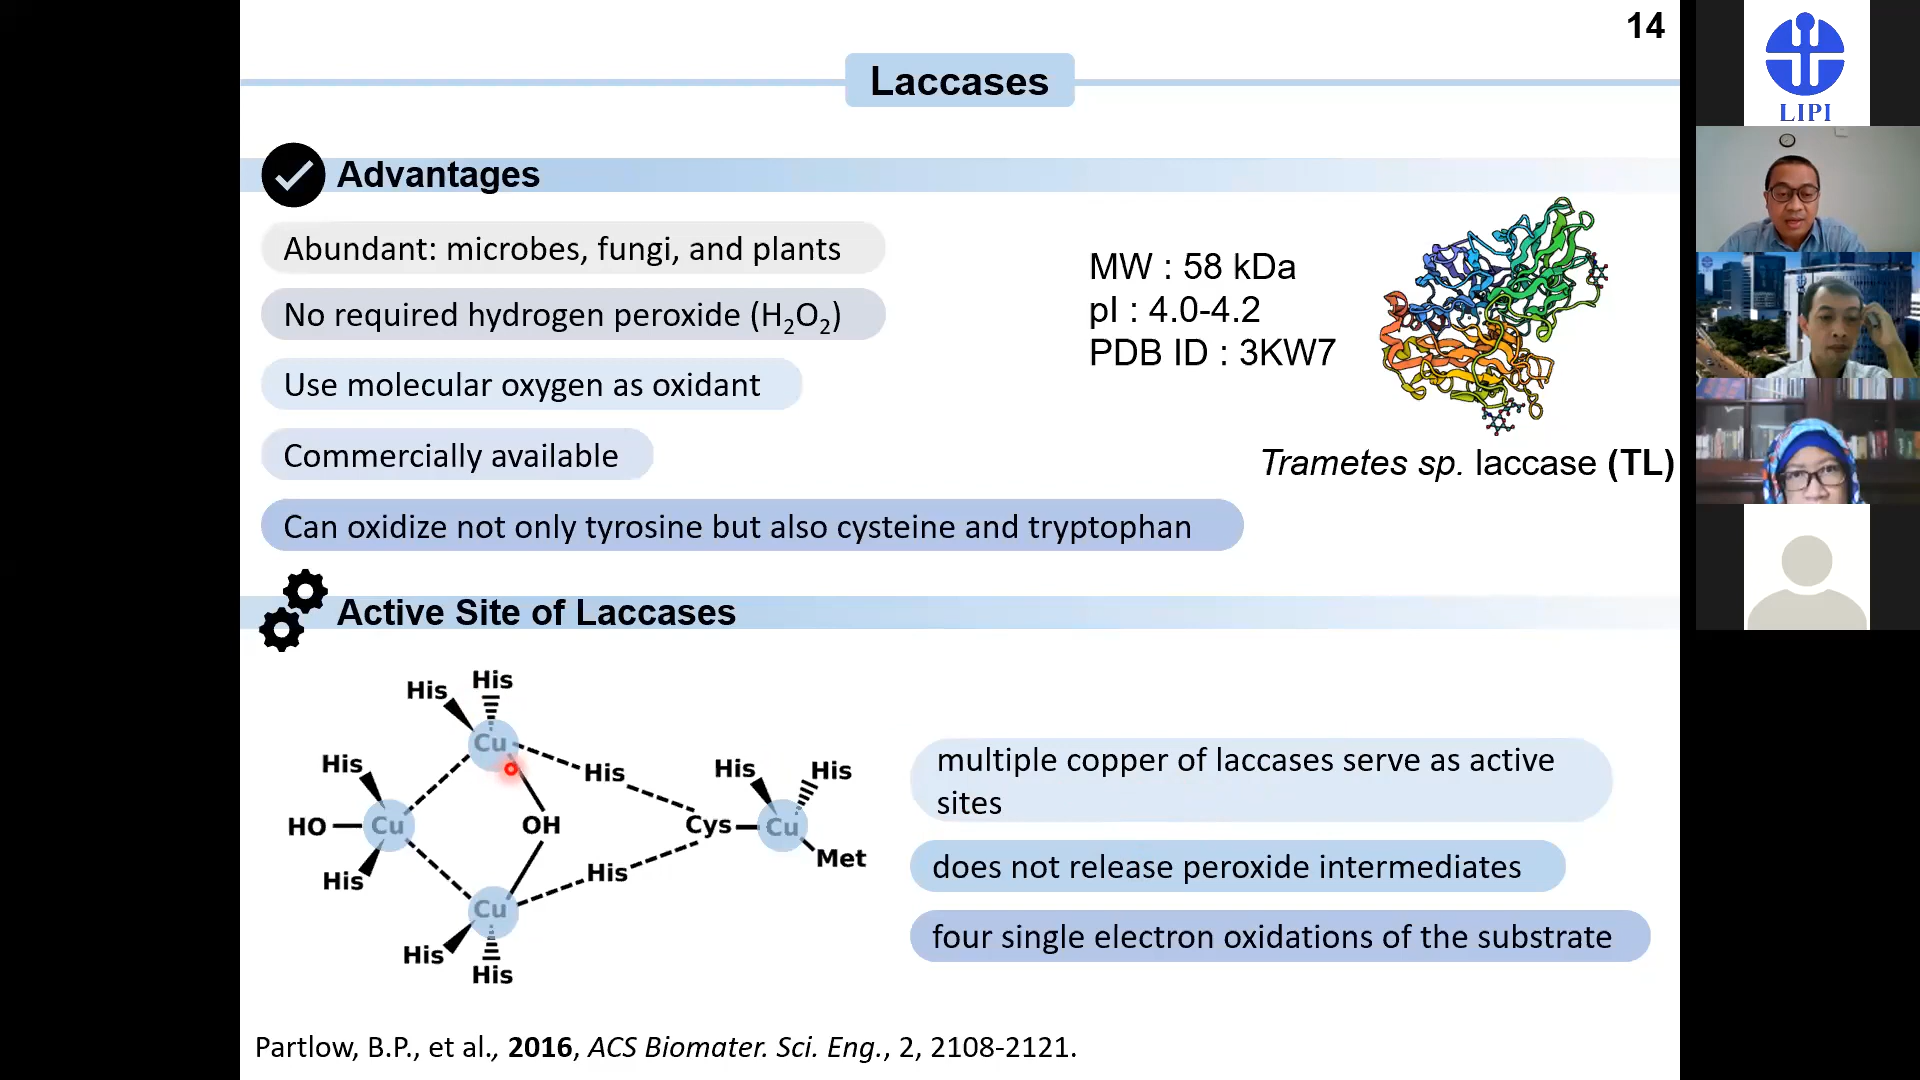 14
Laccases
Advantages
Abundant: microbes, fungi, and plants
No required hydrogen peroxide (H₂O₂)
Use molecular oxygen as oxidant
Commercially available
Can oxidize not only tyrosine but also cysteine and tryptophan
MW : 58 kDa
pI : 4.0-4.2
PDB ID : 3KW7
Trametes sp. laccase (TL)
Active Site of Laccases
His
His
Cu
His
His
HO
Cu
OH
His
His
Cu
His
His
His
Cys
Cu
His
His
Met
multiple copper of laccases serve as active
sites
does not release peroxide intermediates
four single electron oxidations of the substrate
Partlow, B.P., et al., 2016, ACS Biomater. Sci. Eng., 2, 2108-2121.
LIPI